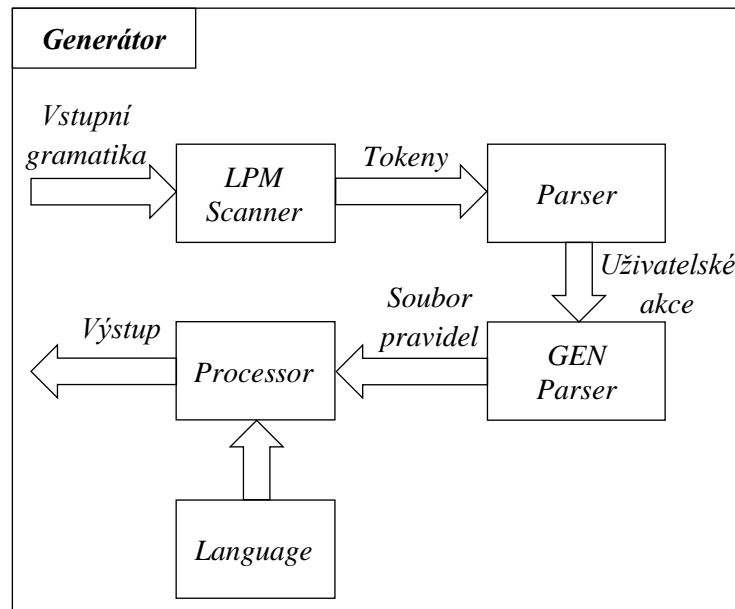 Generátor
Vstupní
gramatika
LPM
Scanner
Tokeny
Parser
Uživatelské
akce
GEN
Parser
Soubor
pravidel
Processor
Výstup
Language